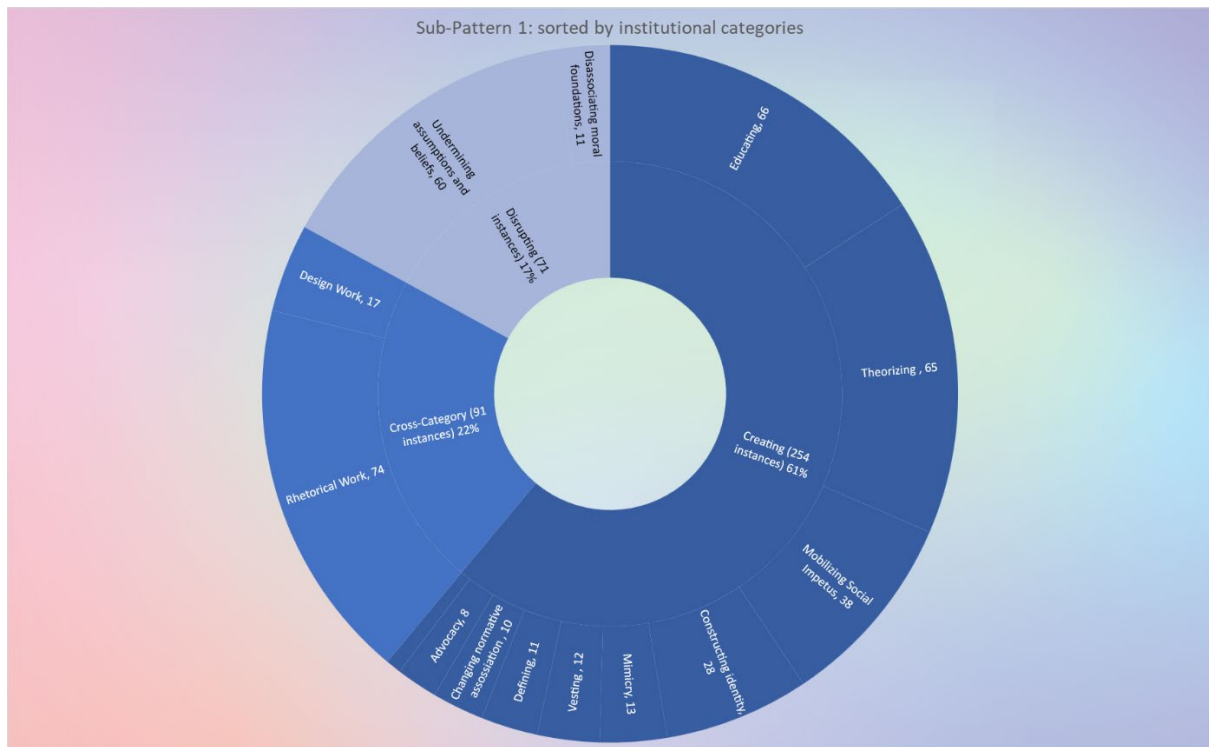 Sub-Pattern 1: sorted by institutional categories
Educating, 66
Theorizing , 65
Mobilizing Social
Impetus, 38
Constructing identity,
28
Mimicry, 13
Vesting , 12
Defining, 11
Changing normative
assossiation , 10
Advocacy, 8
Creating (254
instances) 61%
Rhetorical Work, 74
Design Work, 17
Cross-Category (91
instances) 22%
Undermining
assumptions and
beliefs, 60
Disassociating moral
foundations, 11
Disrupting (71
instances) 17%